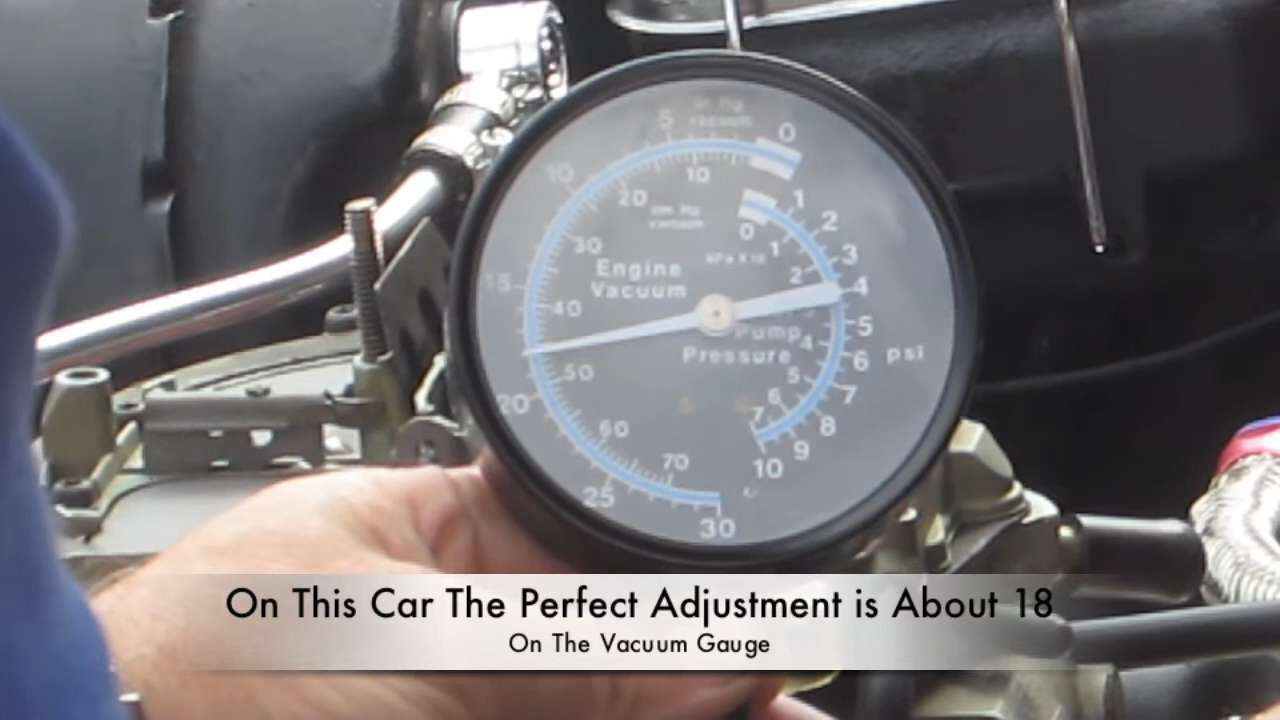 in. Hg
vacuum
5
0
10
10
20
cm. Hg
vacuum
0
1
1
2
30
kPa X 10
2
3
Engine
Vacuum
15
4
40
3
5
Pump
4
Pressure
6
psi
50
5
7
20
6
7
8
60
9
70
10
25
30
On This Car The Perfect Adjustment is About 18
On The Vacuum Gauge